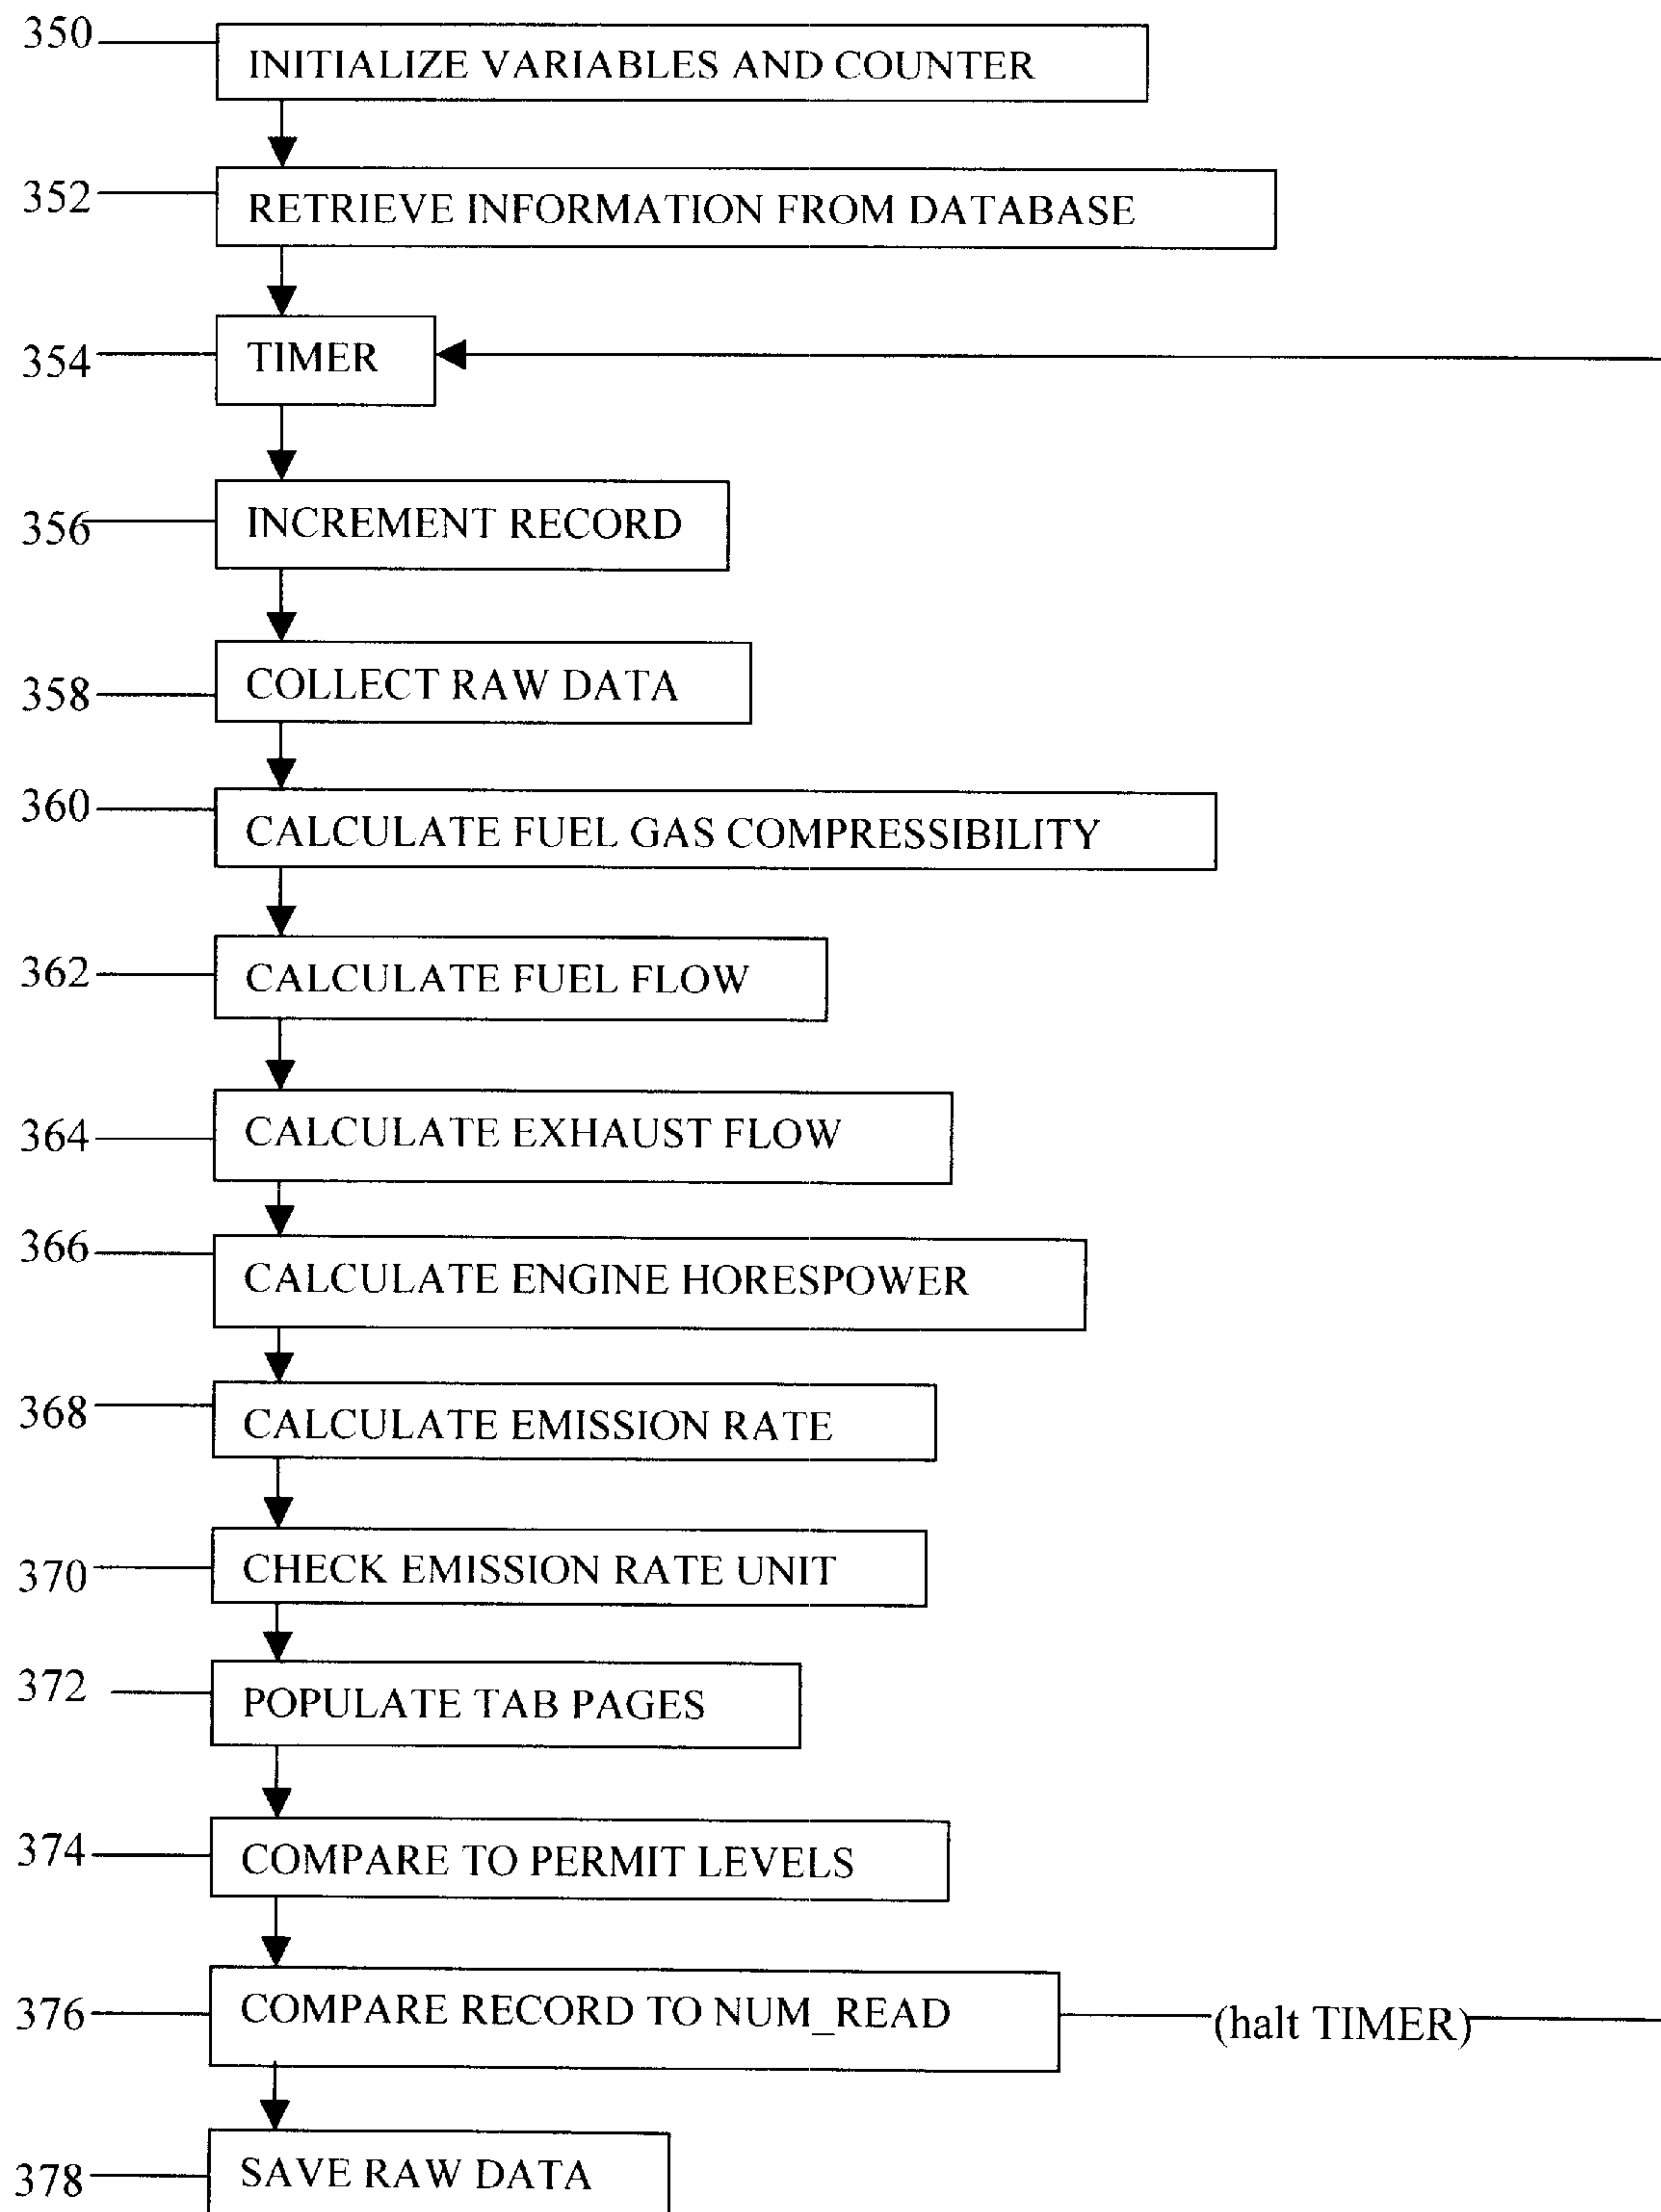 350 INITIALIZE VARIABLES AND COUNTER
352 RETRIEVE INFORMATION FROM DATABASE
354 TIMER
356 INCREMENT RECORD
358 COLLECT RAW DATA
360 CALCULATE FUEL GAS COMPRESSIBILITY
362 CALCULATE FUEL FLOW
364 CALCULATE EXHAUST FLOW
366 CALCULATE ENGINE HORESPOWER
368 CALCULATE EMISSION RATE
370 CHECK EMISSION RATE UNIT
372 POPULATE TAB PAGES
374 COMPARE TO PERMIT LEVELS
376 COMPARE RECORD TO NUM_READ (halt TIMER)
378 SAVE RAW DATA